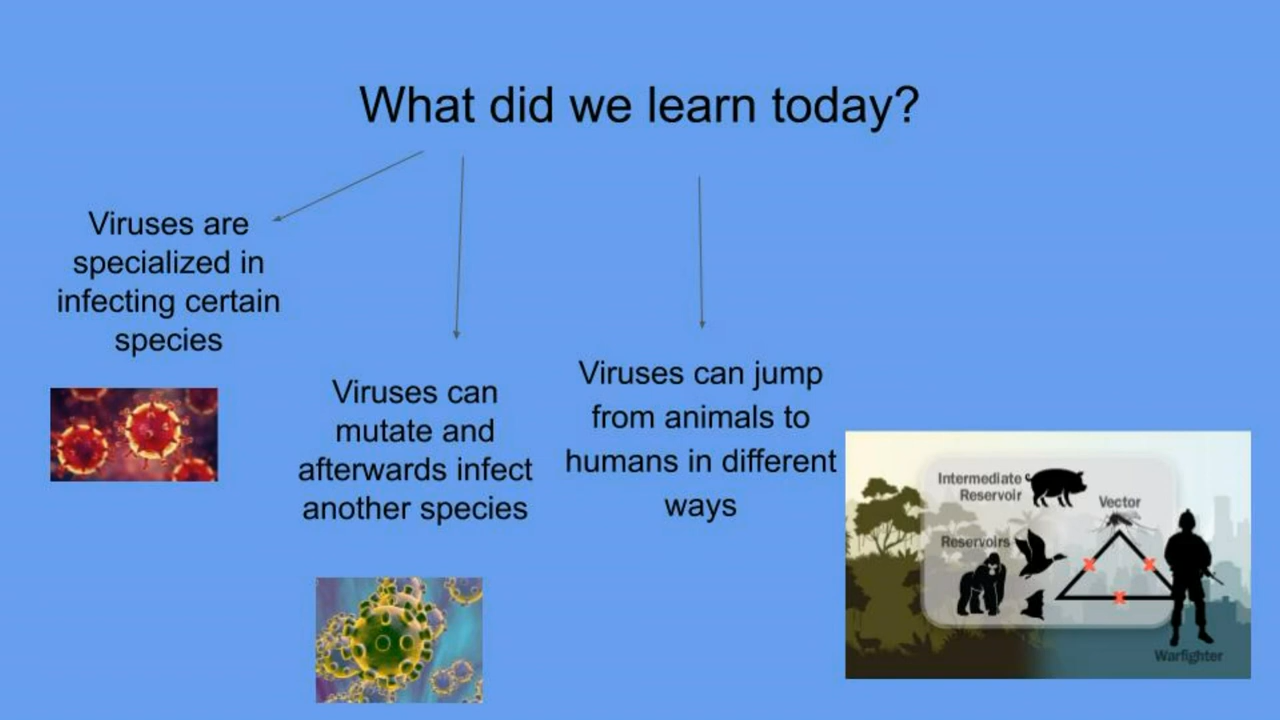 What did we learn today?
Viruses are
specialized in
infecting certain
species
Viruses can
mutate and
afterwards infect
another species
Viruses can jump
from animals to
humans in different
ways
Intermediate
Reservoir
Vector
Reservoirs
Warfighter